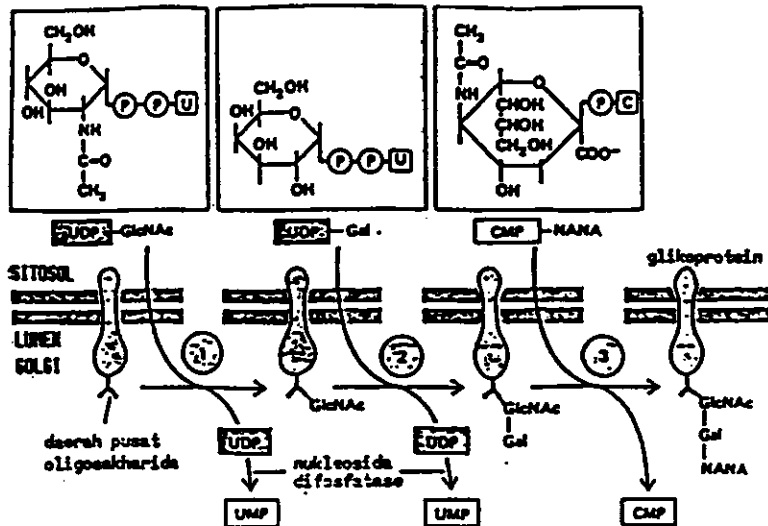 CH₂OH
O
OH
OH
P P U
NH
C=O
CH₃
CH₂OH
O
OH
OH
OH
P P U
CH₃
C=O
NH
O
P C
CHOH
CHOH
CH₂OH
COO⁻
OH
UDP—GlcNAc
UDP—Gal
CMP—NANA
SITOSOL
glikoprotein
LUMEN
GOLGI
1
2
3
GlcNAc
GlcNAc
Gal
GlcNAc
Gal
NANA
daerah pusat
oligosakharida
UDP
UDP
nukleosida
difosfatase
UMP
UMP
CMP